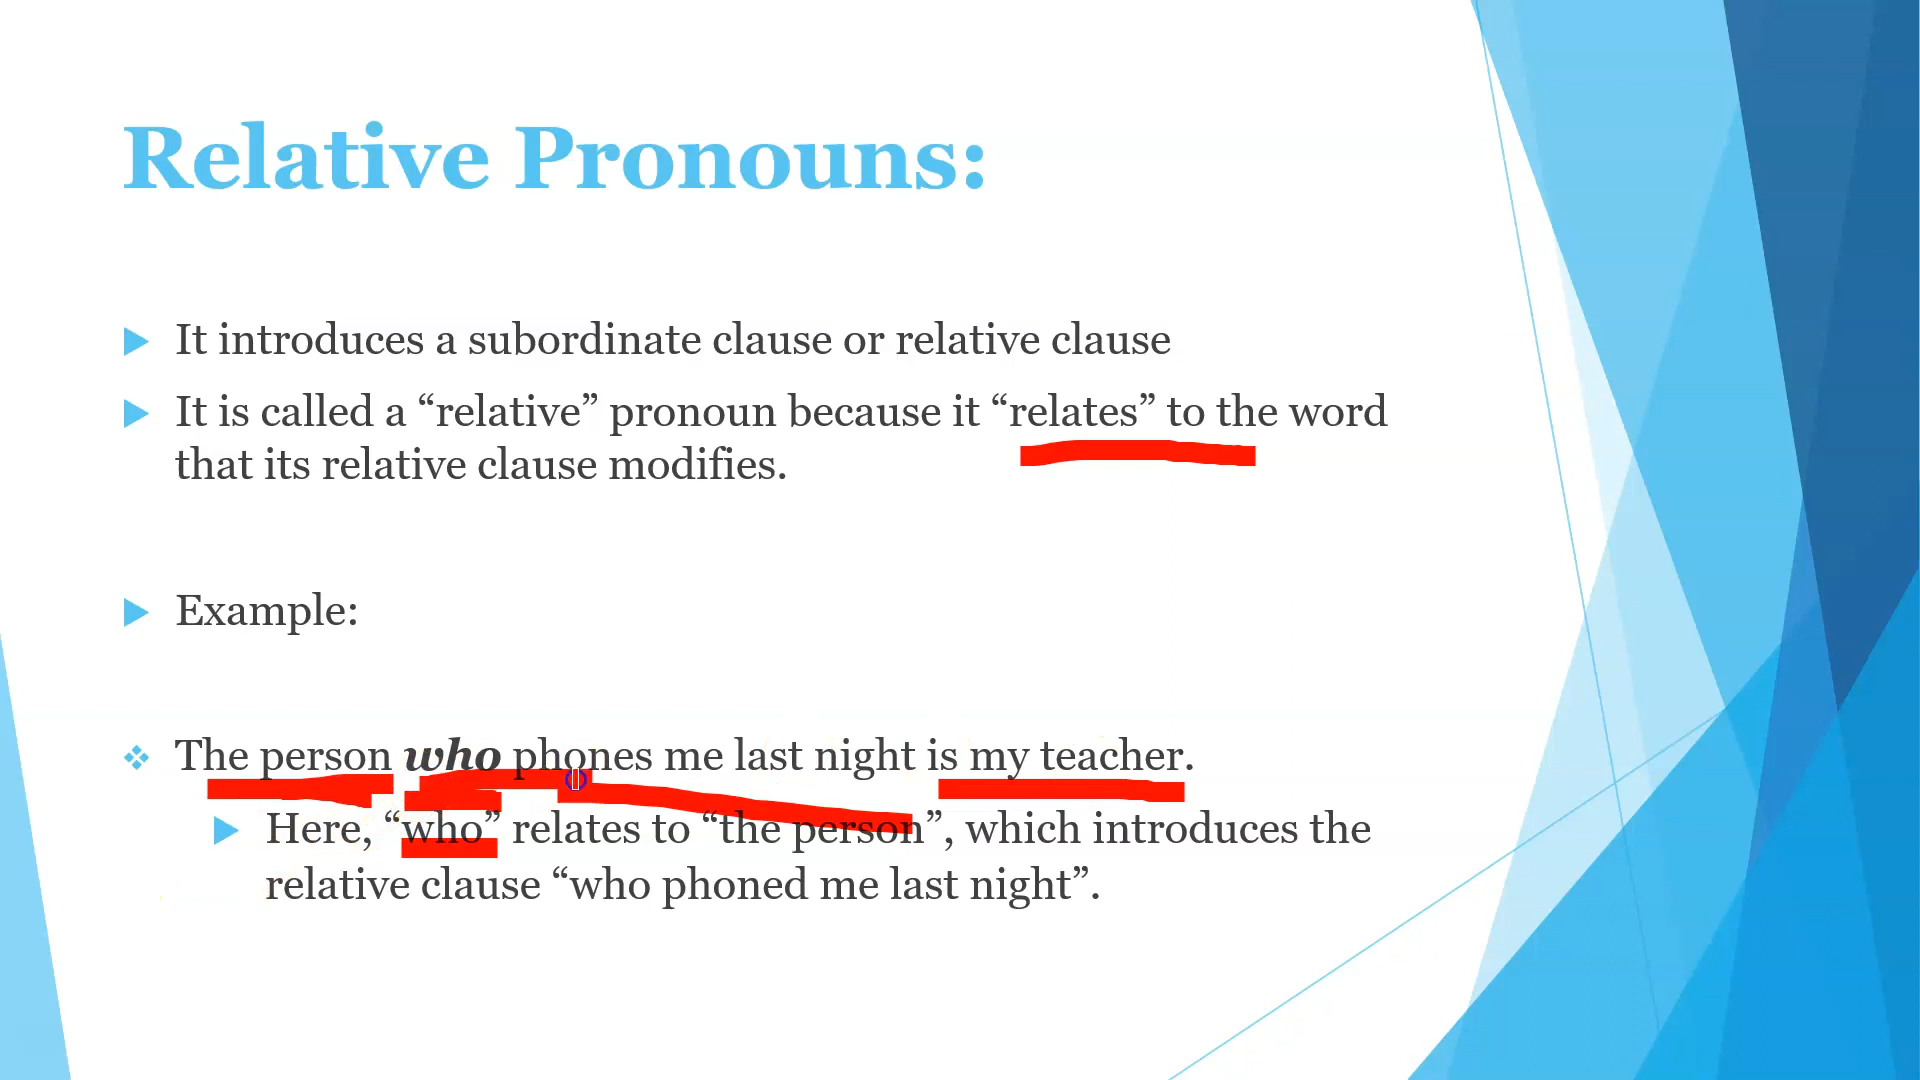 Relative Pronouns:
It introduces a subordinate clause or relative clause
It is called a “relative” pronoun because it “relates” to the word
that its relative clause modifies.
Example:
The person who phones me last night is my teacher.
Here, “who” relates to “the person”, which introduces the
relative clause “who phoned me last night”.